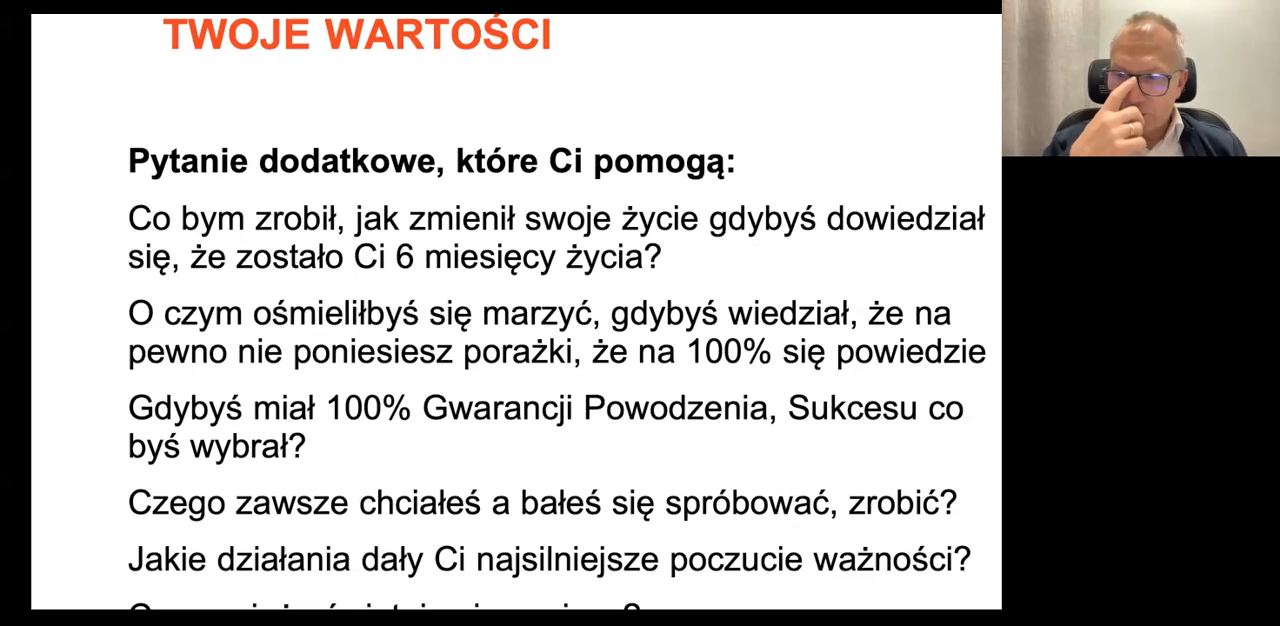 TWOJE WARTOŚCI
Pytanie dodatkowe, które Ci pomogą:
Co bym zrobił, jak zmienił swoje życie gdybyś dowiedział
się, że zostało Ci 6 miesięcy życia?
O czym ośmieliłbyś się marzyć, gdybyś wiedział, że na
pewno nie poniesiesz porażki, że na 100% się powiedzie
Gdybyś miał 100% Gwarancji Powodzenia, Sukcesu co
byś wybrał?
Czego zawsze chciałeś a bałeś się spróbować, zrobić?
Jakie działania dały Ci najsilniejsze poczucie ważności?